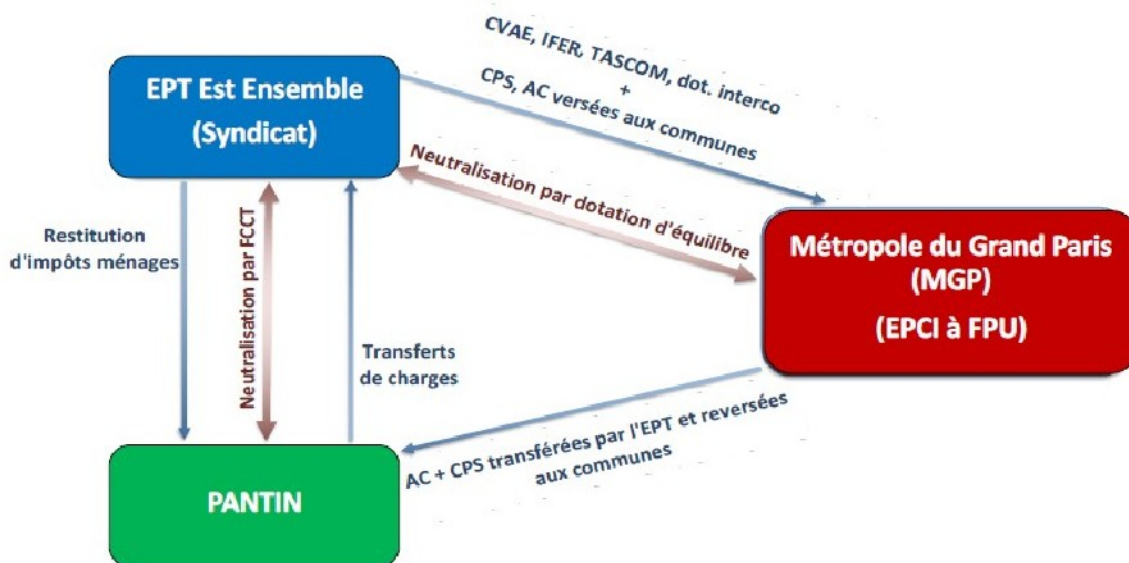 EPT Est Ensemble
(Syndicat)
CVAE, IFER, TASCOM, dot. interco
+
CPS, AC versées aux communes
Neutralisation par dotation d'équilibre
Métropole du Grand Paris
(MGP)
(EPCI à FPU)
Restitution
d'impôts ménages
Neutralisation par FCCT
Transferts
de charges
AC + CPS transférées par l'EPT et reversées
aux communes
PANTIN